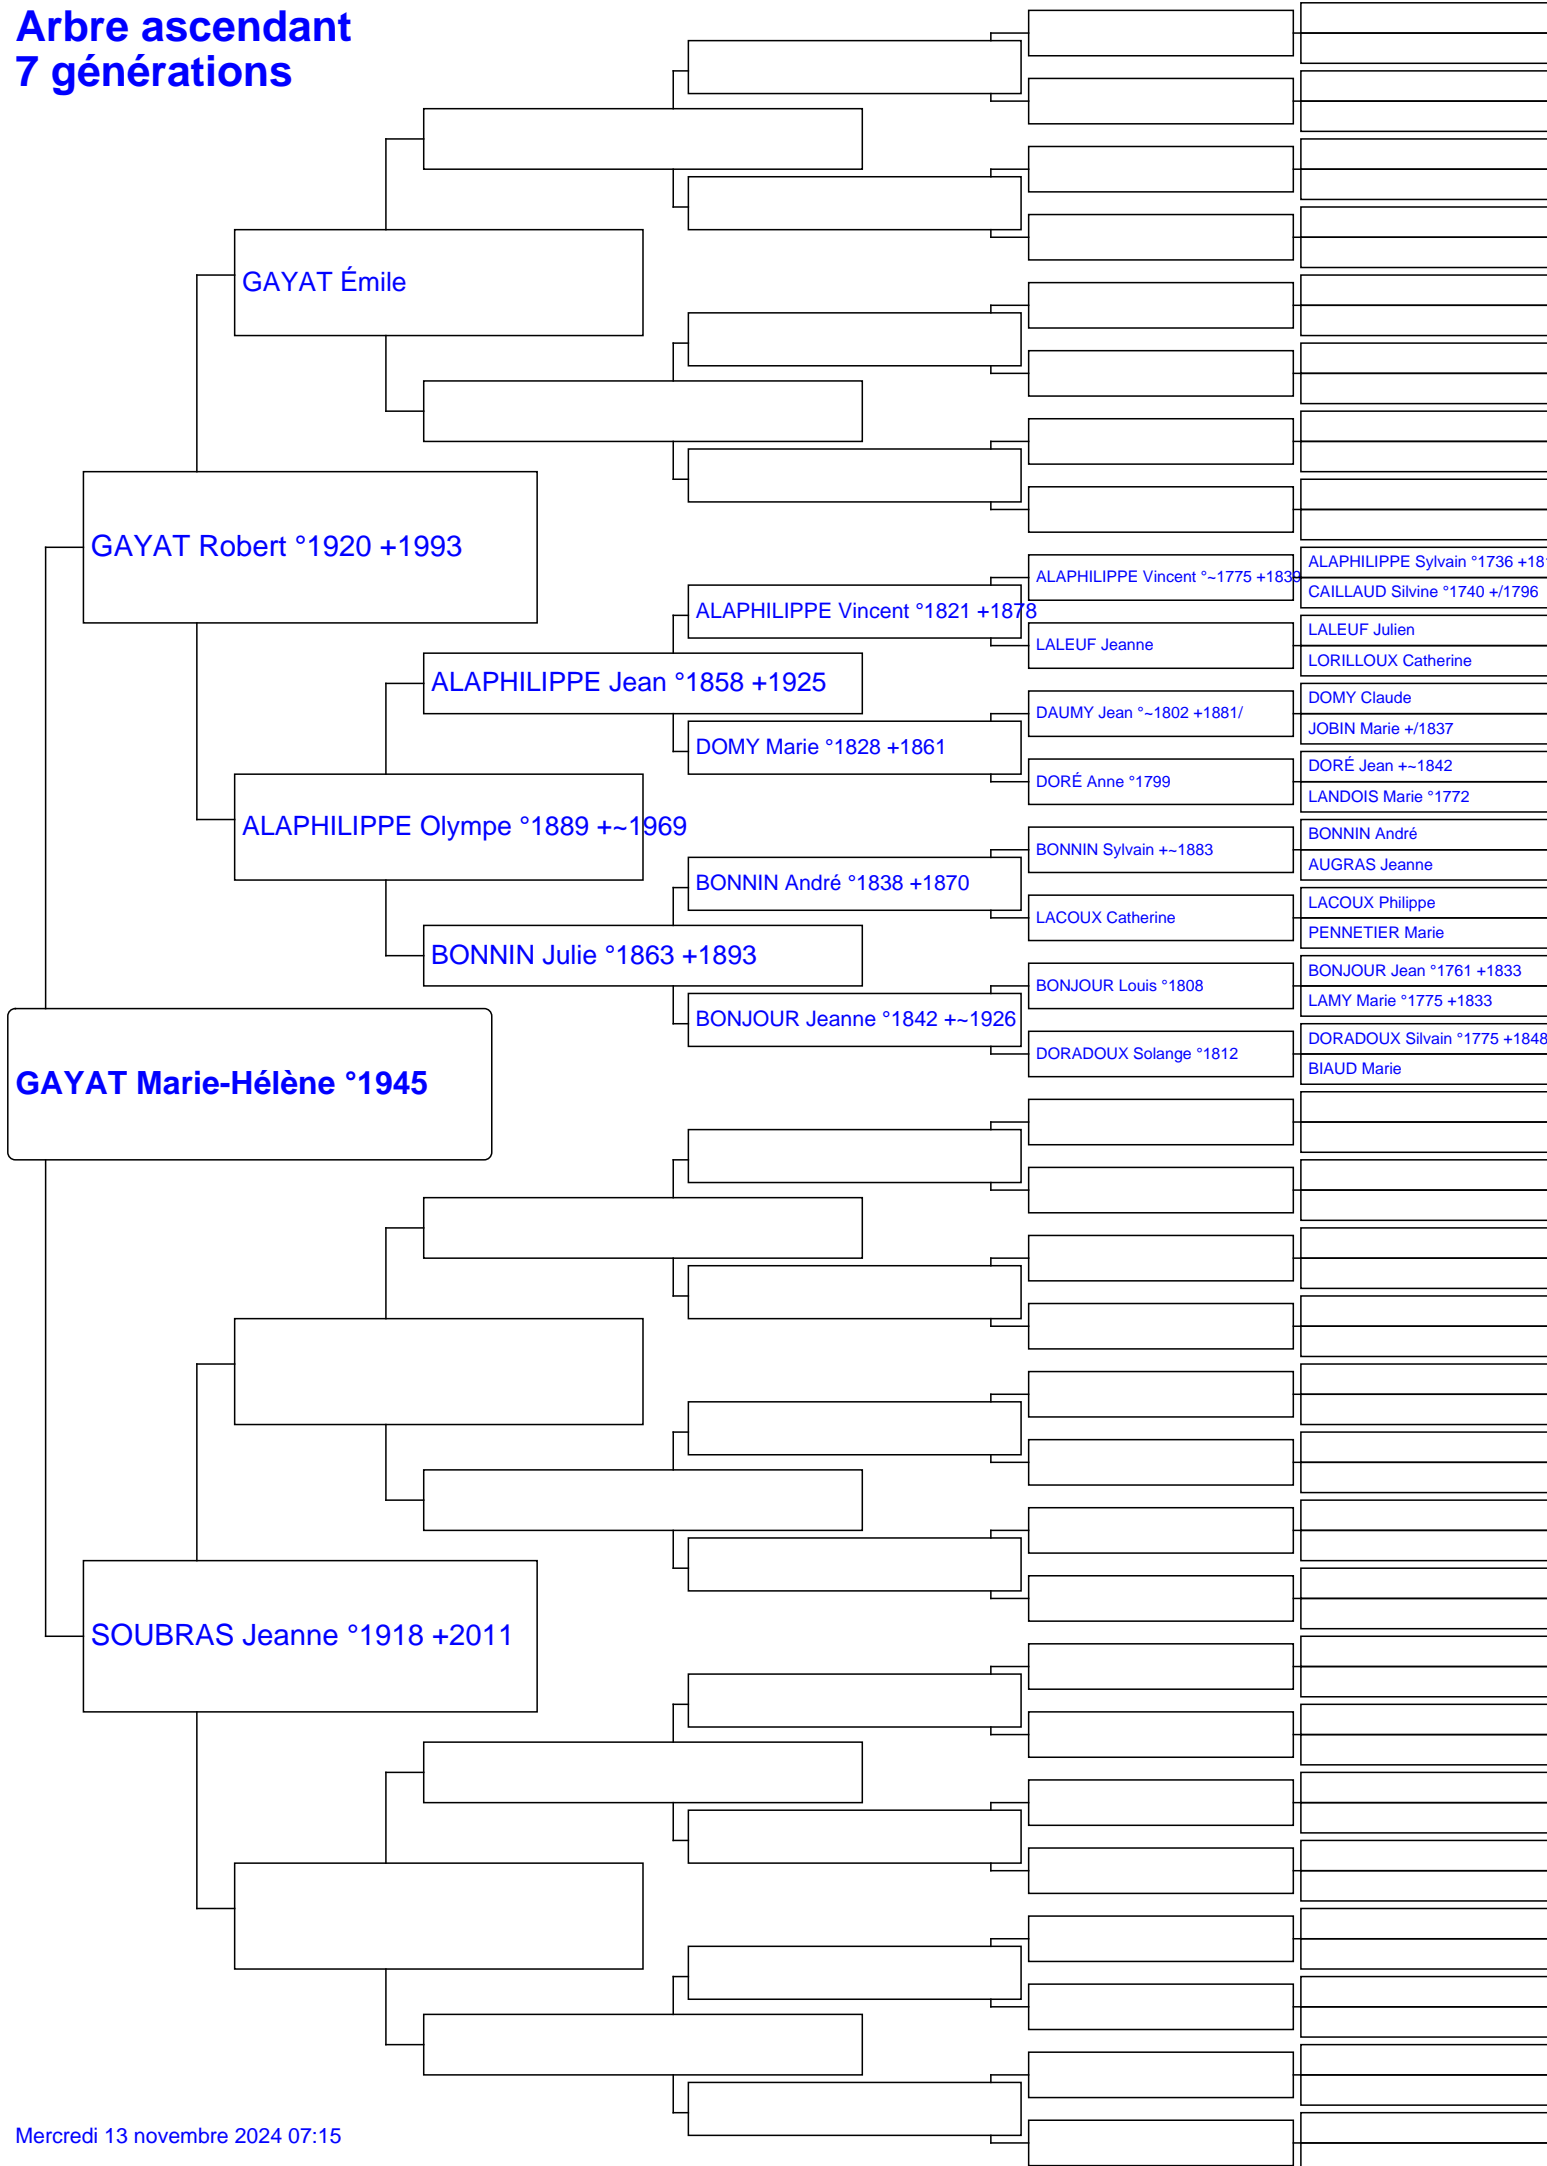 Arbre ascendant
7 générations
GAYAT Émile
GAYAT Robert °1920 +1993
ALAPHILIPPE Sylvain °1736 +18
ALAPHILIPPE Vincent °~1775 +1839
CAILLAUD Silvine °1740 +/1796
ALAPHILIPPE Vincent °1821 +1878
LALEUF Julien
LALEUF Jeanne
LORILLOUX Catherine
ALAPHILIPPE Jean °1858 +1925
DOMY Claude
DAUMY Jean °~1802 +1881/
JOBIN Marie +/1837
DOMY Marie °1828 +1861
DORÉ Jean +~1842
DORÉ Anne °1799
LANDOIS Marie °1772
ALAPHILIPPE Olympe °1889 +~1969
BONNIN André
BONNIN Sylvain +~1883
AUGRAS Jeanne
BONNIN André °1838 +1870
LACOUX Philippe
LACOUX Catherine
PENNETIER Marie
BONNIN Julie °1863 +1893
BONJOUR Jean °1761 +1833
BONJOUR Louis °1808
LAMY Marie °1775 +1833
BONJOUR Jeanne °1842 +~1926
DORADOUX Silvain °1775 +1848
DORADOUX Solange °1812
BIAUD Marie
GAYAT Marie-Hélène °1945
SOUBRAS Jeanne °1918 +2011
Mercredi 13 novembre 2024 07:15